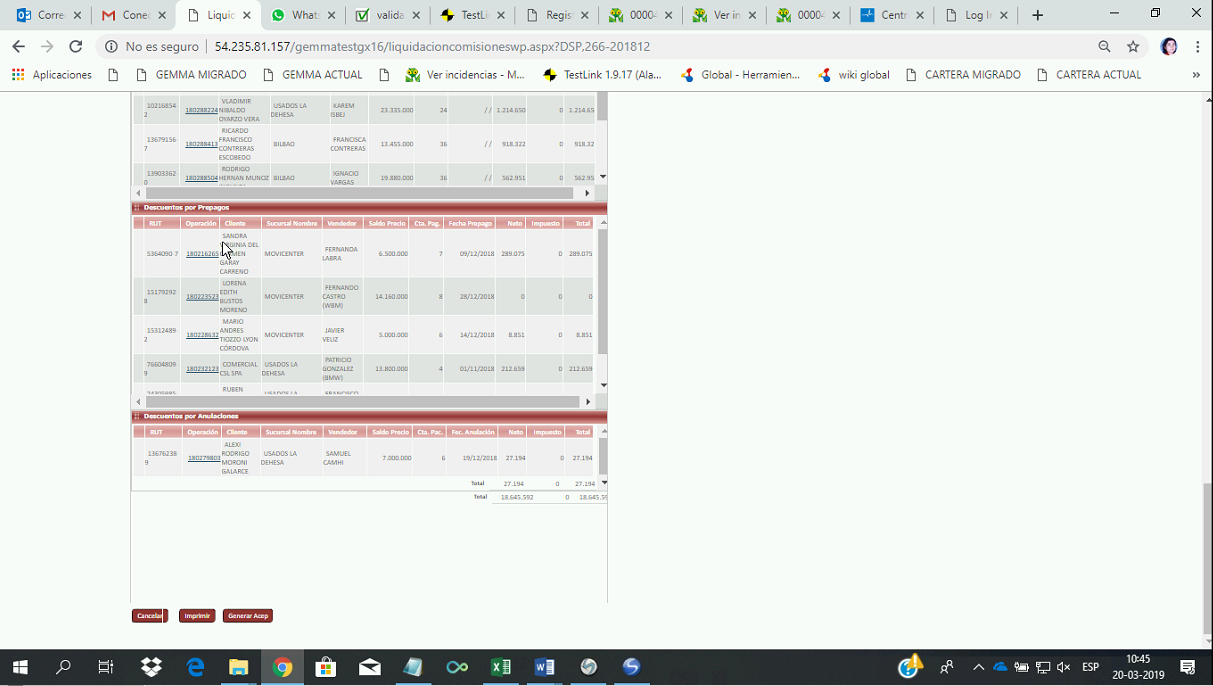 Corre
Conec
Liquic
Whats
valida
TestLi
Regis
0000
Ver in
0000
Centr
Log I
No es seguro
54.235.81.157/gemmatestgx16/liquidacioncomisioneswp.aspx?DSP,266-201812
Aplicaciones
GEMMA MIGRADO
GEMMA ACTUAL
Ver incidencias - M...
TestLink 1.9.17 (Ala...
Global - Herramien...
wiki global
CARTERA MIGRADO
CARTERA ACTUAL
10216854 2 180288224 VLADIMIR NIBALDO OYARZO VERA USADOS LA DEHESA KAREM ISBEJ 23.335.000 24 / / 1.214.650 0 1.214.65
13679156- 7 180288413 RICARDO FRANCISCO CONTRERAS ESCOBEDO BILBAO FRANCISCA CONTRERAS 13.455.000 36 / / 918.322 0 918.32
13903362 0 180288504 RODRIGO HERNAN MUNOZ BILBAO IGNACIO VARGAS 19.880.000 36 / / 562.951 0 562.95
Descuentos por Prepagos
RUT Operación Cliente Sucursal Nombre Vendedor Saldo Precio Cta. Pag. Fecha Prepago Neto Impuesto Total
5364090 7 180216265 SANDRA GARAY CARRENO MOVICENTER FERNANDA LABRA 6.500.000 7 09/12/2018 289.075 0 289.075
15179292 8 180223523 LORENA EDITH BUSTOS MORENO MOVICENTER FERNANDO CASTRO (WBM) 14.160.000 8 28/12/2018 0 0 0
15312489- 2 180228632 MARIO ANDRES TIOZZO LYON CÓRDOVA MOVICENTER JAVIER VELIZ 5.000.000 6 14/12/2018 8.851 0 8.851
76604809 9 180232123 COMERCIAL CSL SPA USADOS LA DEHESA PATRICIO GONZALEZ (BMW) 13.800.000 4 01/11/2018 212.659 0 212.659
RUBEN USADOS LA FRANCISCO
Descuentos por Anulaciones
RUT Operación Cliente Sucursal Nombre Vendedor Saldo Precio Cta. Pac. Fec. Anulación Neto Impuesto Total
13676238 9 180279803 ALEXI RODRIGO MORONI GALARCE USADOS LA DEHESA SAMUEL CAMHI 7.000.000 6 19/12/2018 27.194 0 27.194
Total 27.194 0 27.194
Total 18.645.592 0 18.645.59
Cancelar
Imprimir
Generar Acep
ESP
10:45
20-03-2019